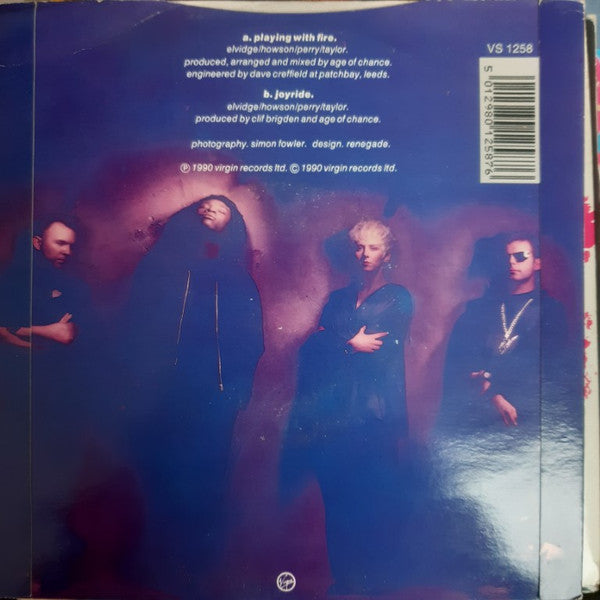 a. playing with fire.
elvidge/howson/perry/taylor.
produced, arranged and mixed by age of chance.
engineered by dave creffield at patchbay, leeds.
b. joyride.
elvidge/howson/perry/taylor.
produced by clif brigden and age of chance.
photography. simon fowler. design. renegade.
℗ 1990 virgin records ltd. © 1990 virgin records ltd.
VS 1258
5 012980 125876
Virgin